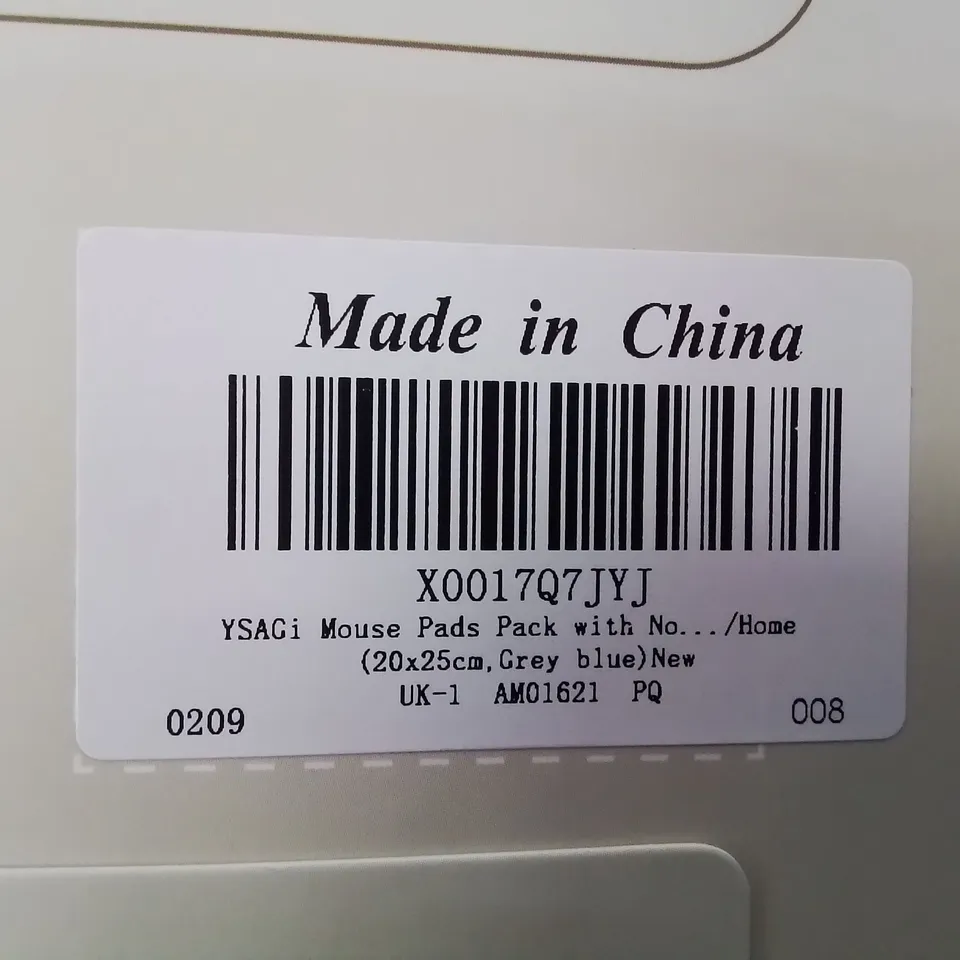 Made in China
X0017Q7JYJ
YSAGi Mouse Pads Pack with No.../Home
(20x25cm,Grey blue)New
UK-1 AM01621 PQ
0209
008